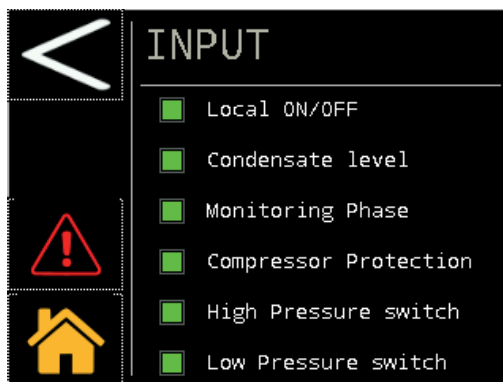 INPUT
Local ON/OFF
Condensate level
Monitoring Phase
Compressor Protection
High Pressure switch
Low Pressure switch